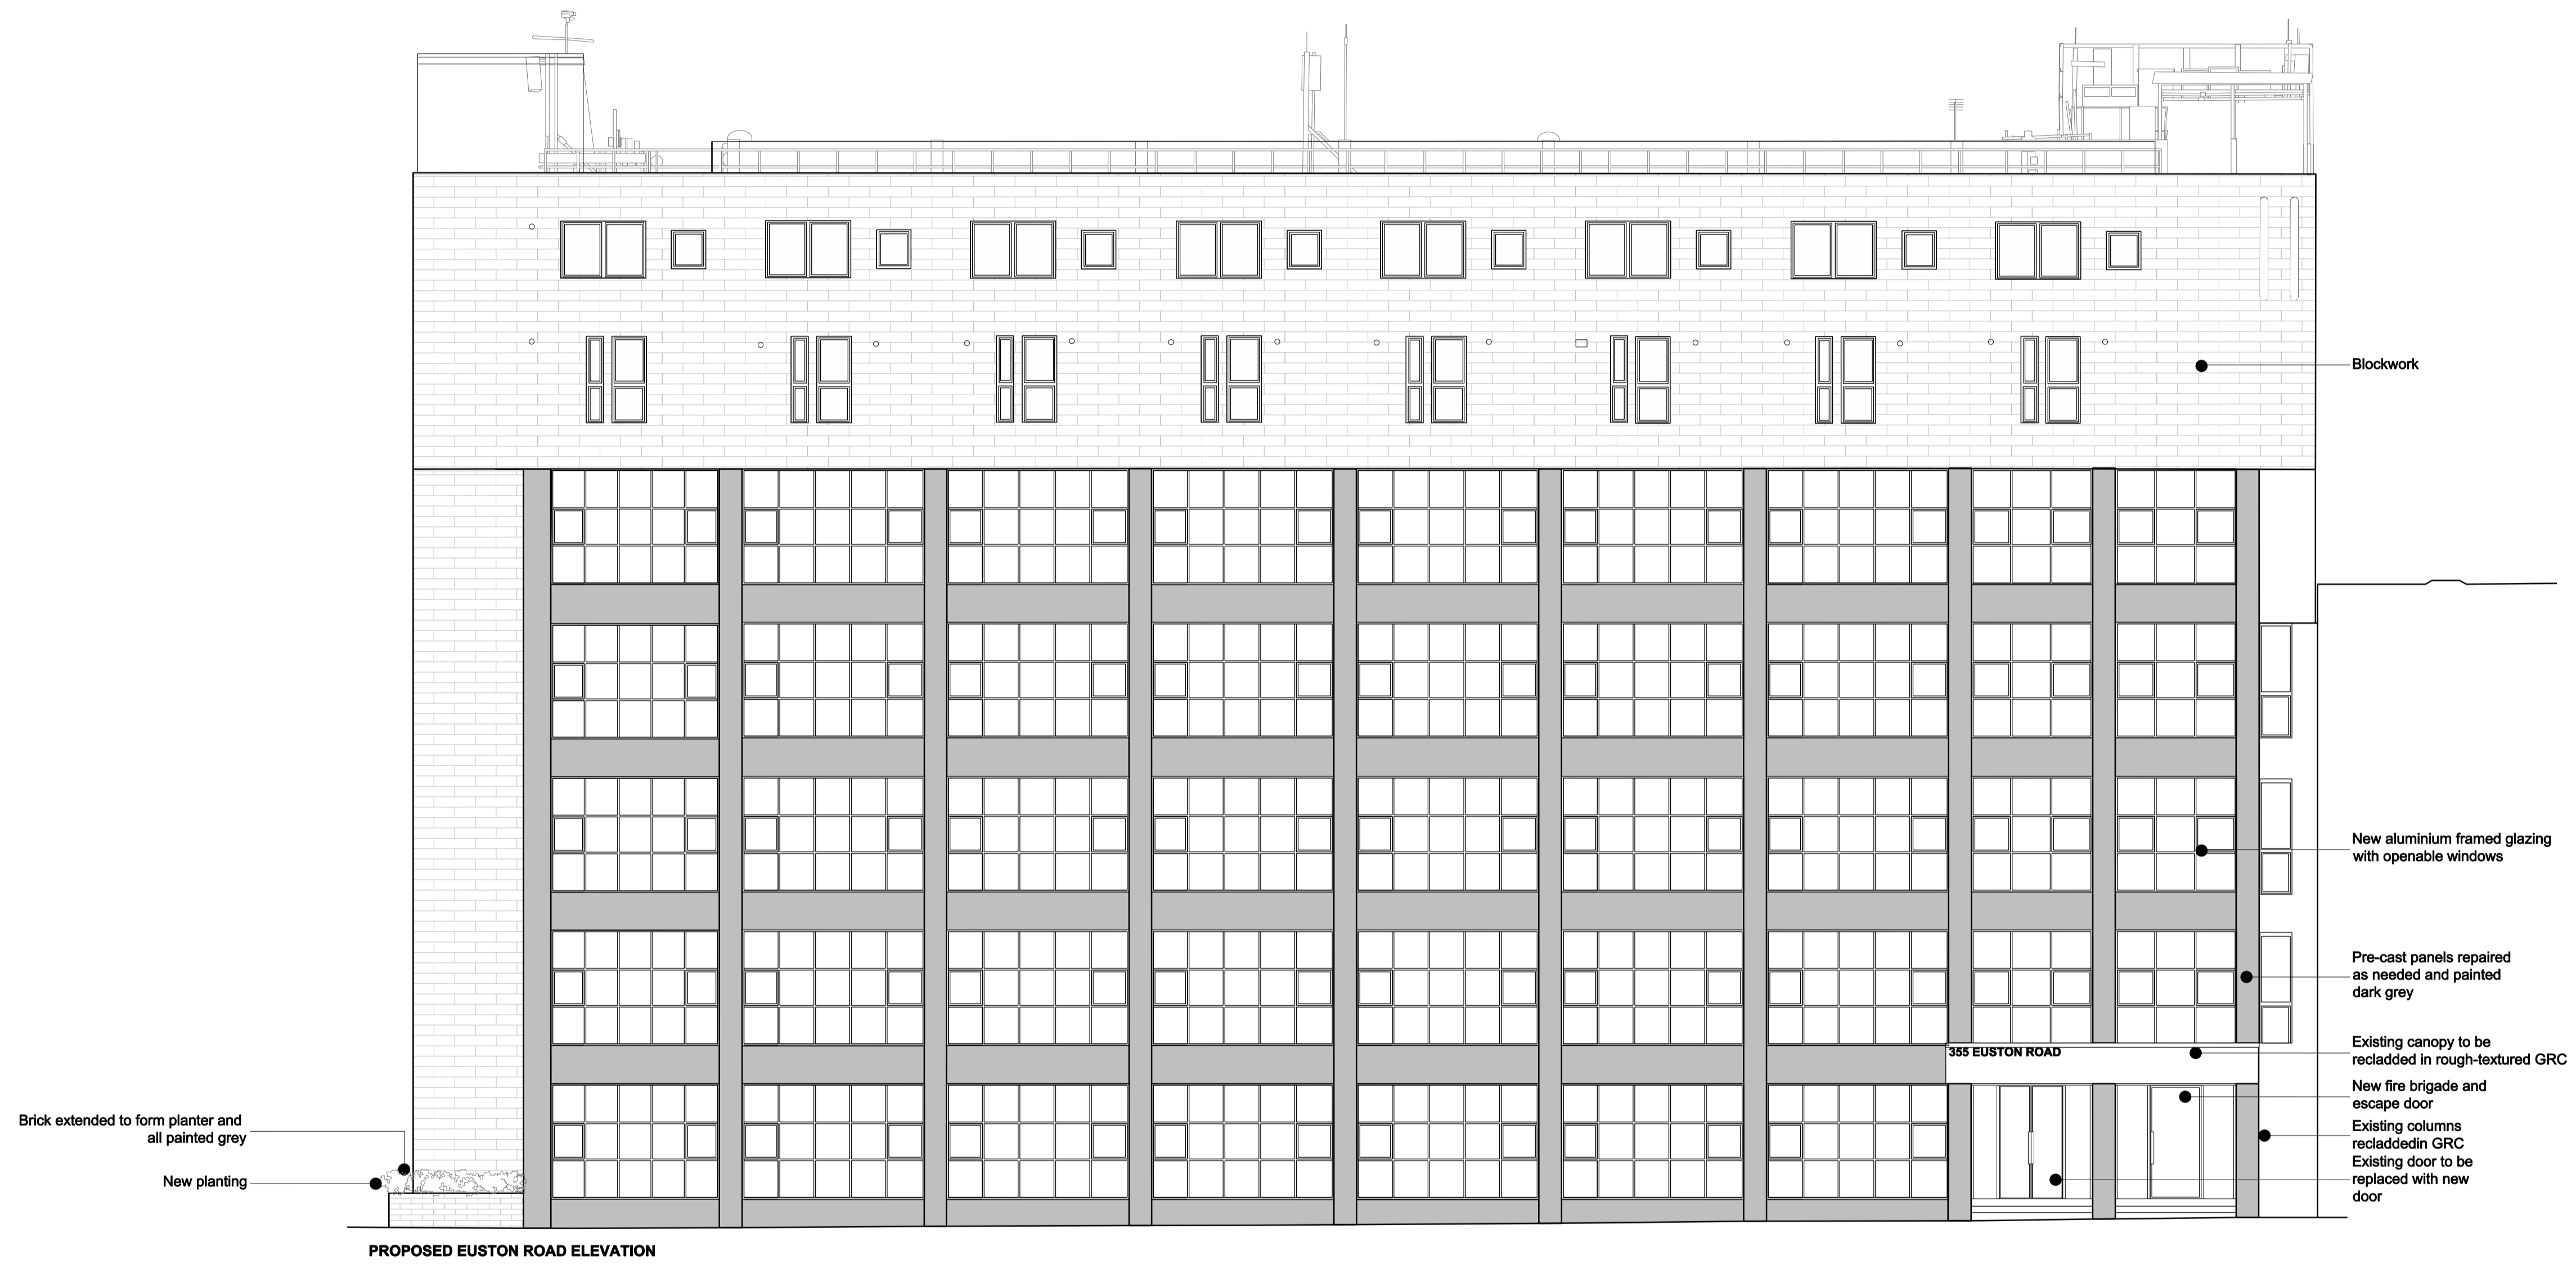 Blockwork
New aluminium framed glazing
with openable windows
Pre-cast panels repaired
as needed and painted
dark grey
355 EUSTON ROAD
Existing canopy to be
recladded in rough-textured GRC
New fire brigade and
escape door
Existing columns
recladdedin GRC
Existing door to be
replaced with new
door
Brick extended to form planter and
all painted grey
New planting
PROPOSED EUSTON ROAD ELEVATION